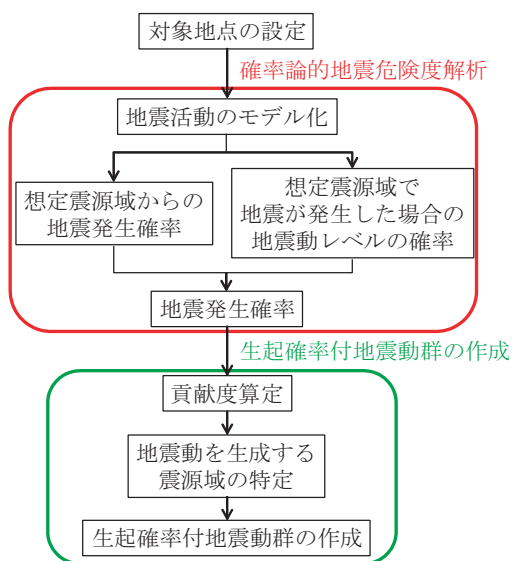 対象地点の設定
確率論的地震危険度解析
地震活動のモデル化
想定震源域からの
地震発生確率
想定震源域で
地震が発生した場合の
地震動レベルの確率
地震発生確率
生起確率付地震動群の作成
貢献度算定
地震動を生成する
震源域の特定
生起確率付地震動群の作成